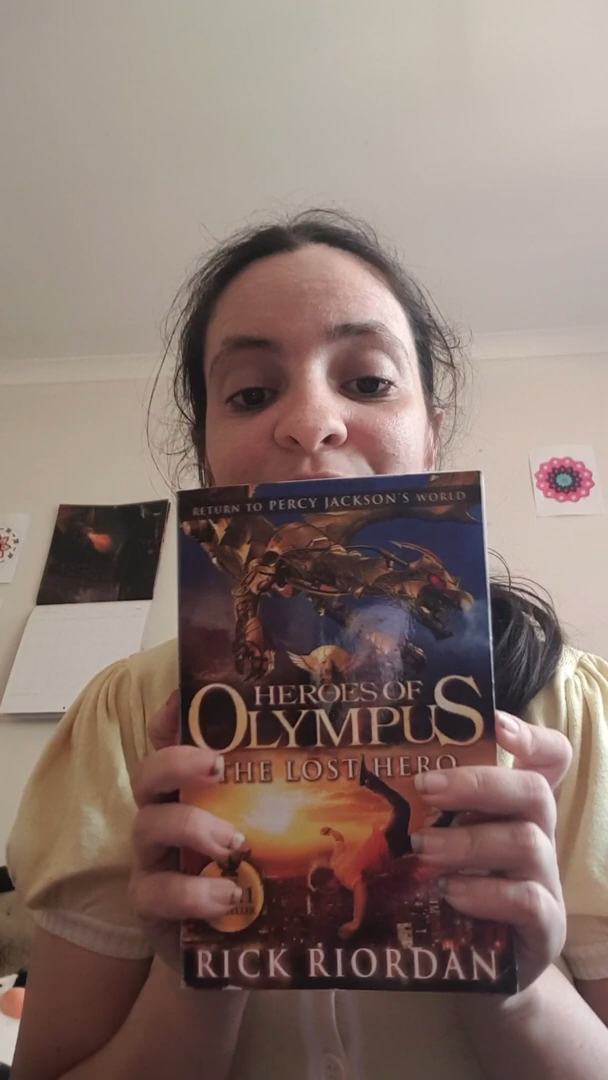 RETURN TO PERCY JACKSON'S WORLD
HEROES OF
OLYMPUS
THE LOST HERO
RICK RIORDAN